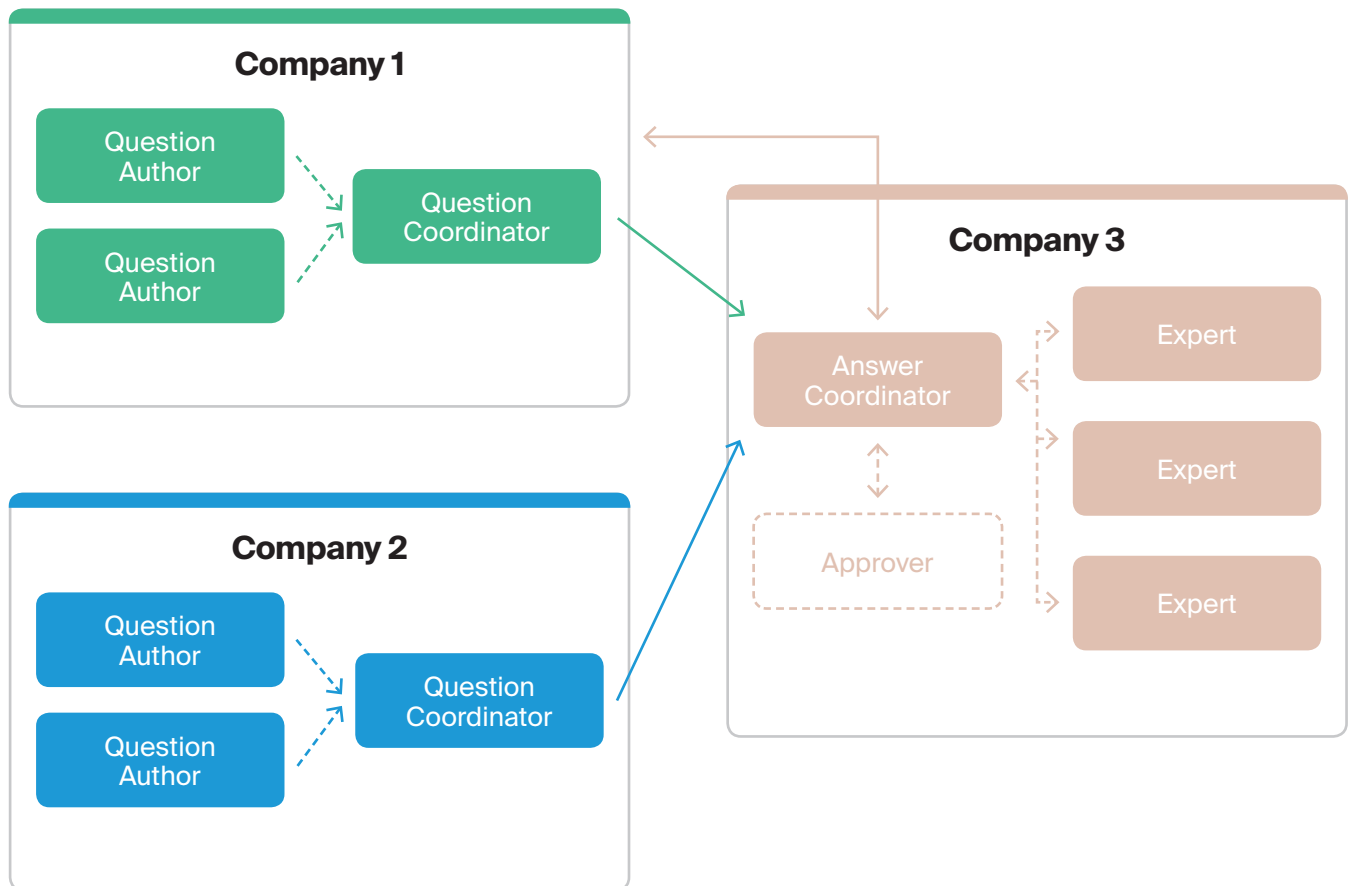 Company 1
Question
Author
Question
Author
Question
Coordinator
Company 2
Question
Author
Question
Author
Question
Coordinator
Company 3
Answer
Coordinator
Approver
Expert
Expert
Expert